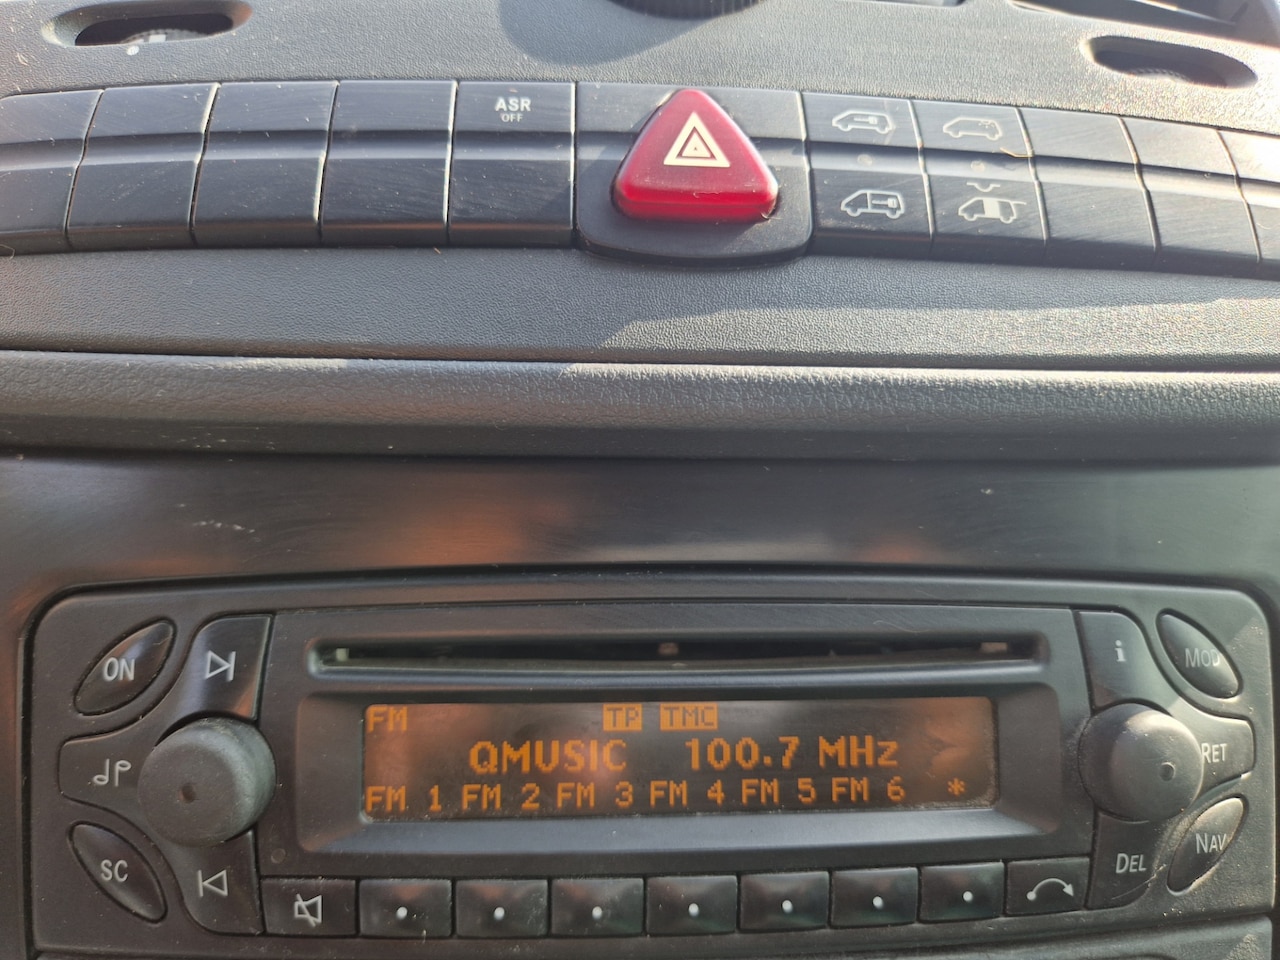 ASR
OFF
ON
i
MOD
FM TP TMC
QMUSIC 100.7 MHz
FM 1 FM 2 FM 3 FM 4 FM 5 FM 6 *
RET
SC
DEL
NAV